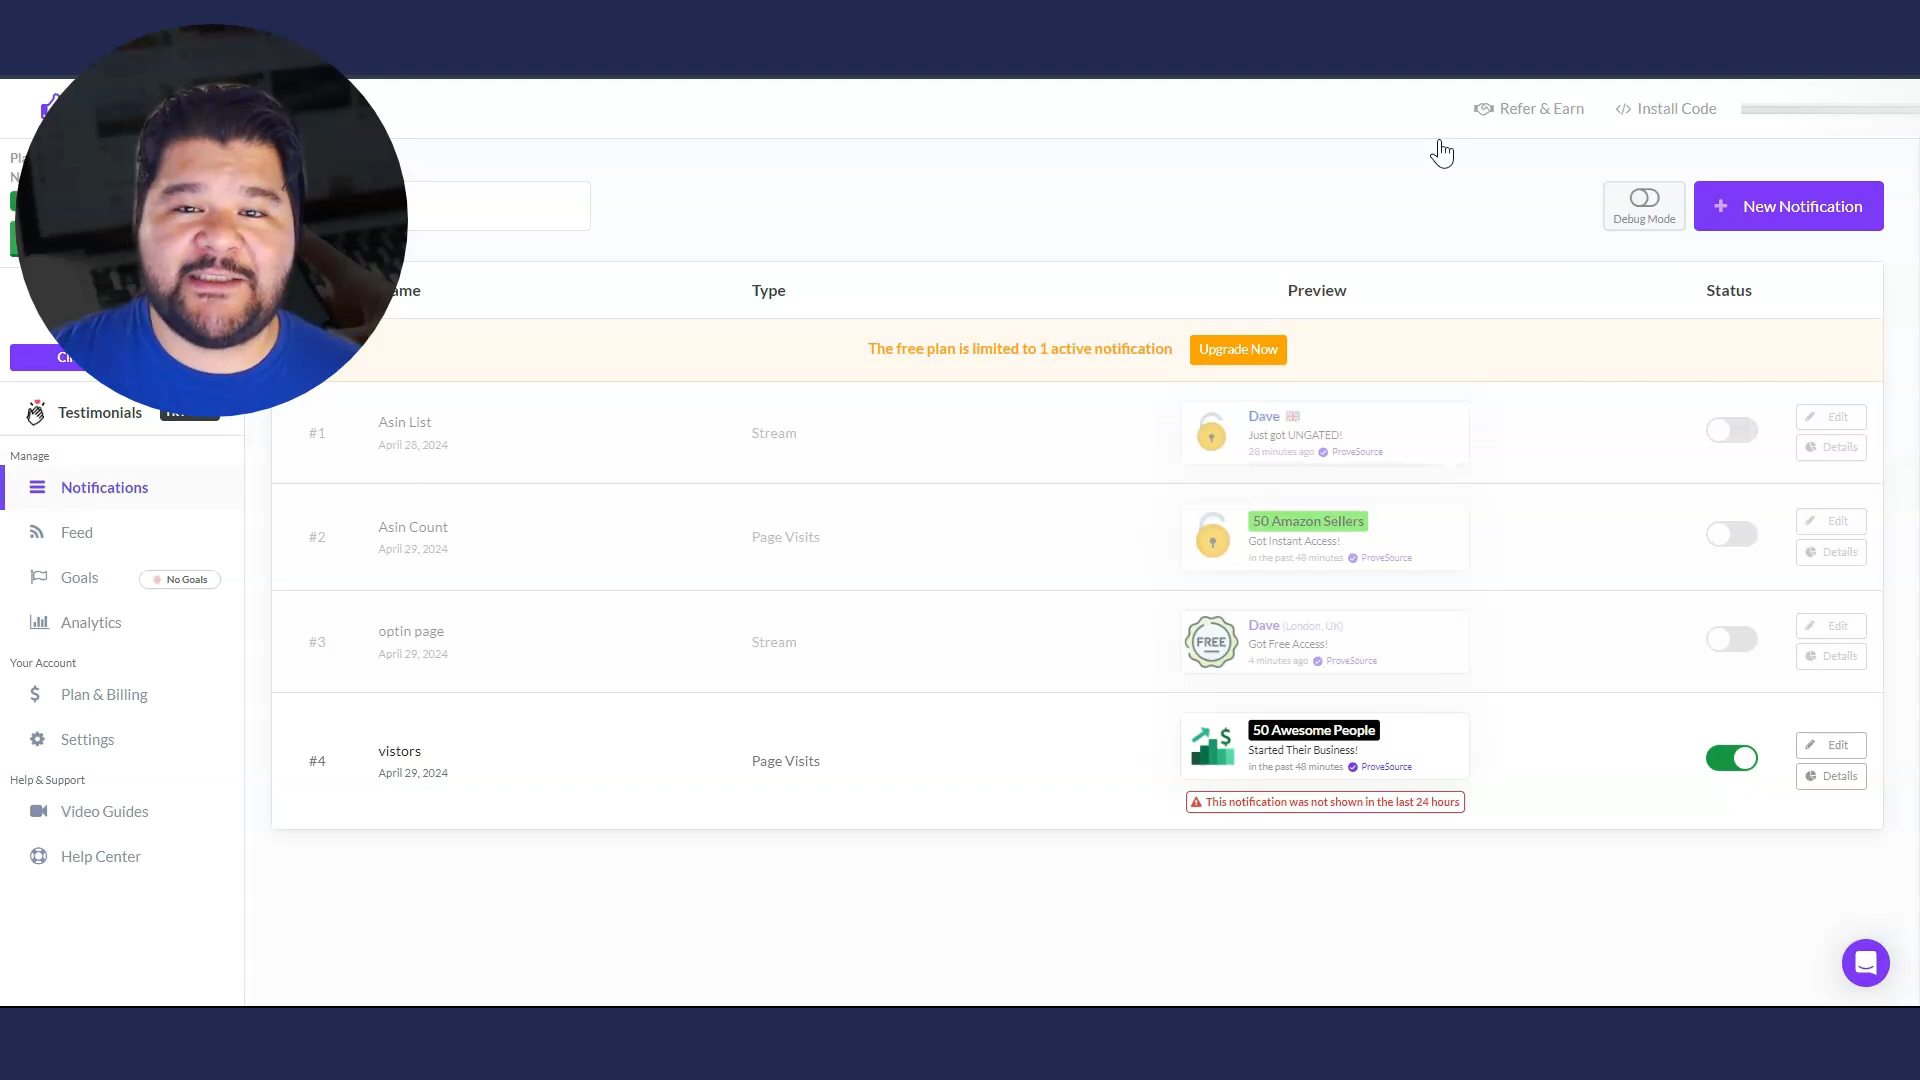 Refer & Earn
</> Install Code
Debug Mode
+ New Notification
Type
Preview
Status
The free plan is limited to 1 active notification
Upgrade Now
Testimonials
Manage
Notifications
Feed
Goals
No Goals
Analytics
Your Account
Plan & Billing
Settings
Help & Support
Video Guides
Help Center
#1
Asin List
April 28, 2024
Stream
Dave
Just got UNGATED!
28 minutes ago ProveSource
Edit
Details
#2
Asin Count
April 29, 2024
Page Visits
50 Amazon Sellers
Got Instant Access!
in the past 48 minutes ProveSource
Edit
Details
#3
optin page
April 29, 2024
Stream
FREE
Dave (London, UK)
Got Free Access!
4 minutes ago ProveSource
Edit
Details
#4
vistors
April 29, 2024
Page Visits
50 Awesome People
Started Their Business!
in the past 48 minutes ProveSource
This notification was not shown in the last 24 hours
Edit
Details